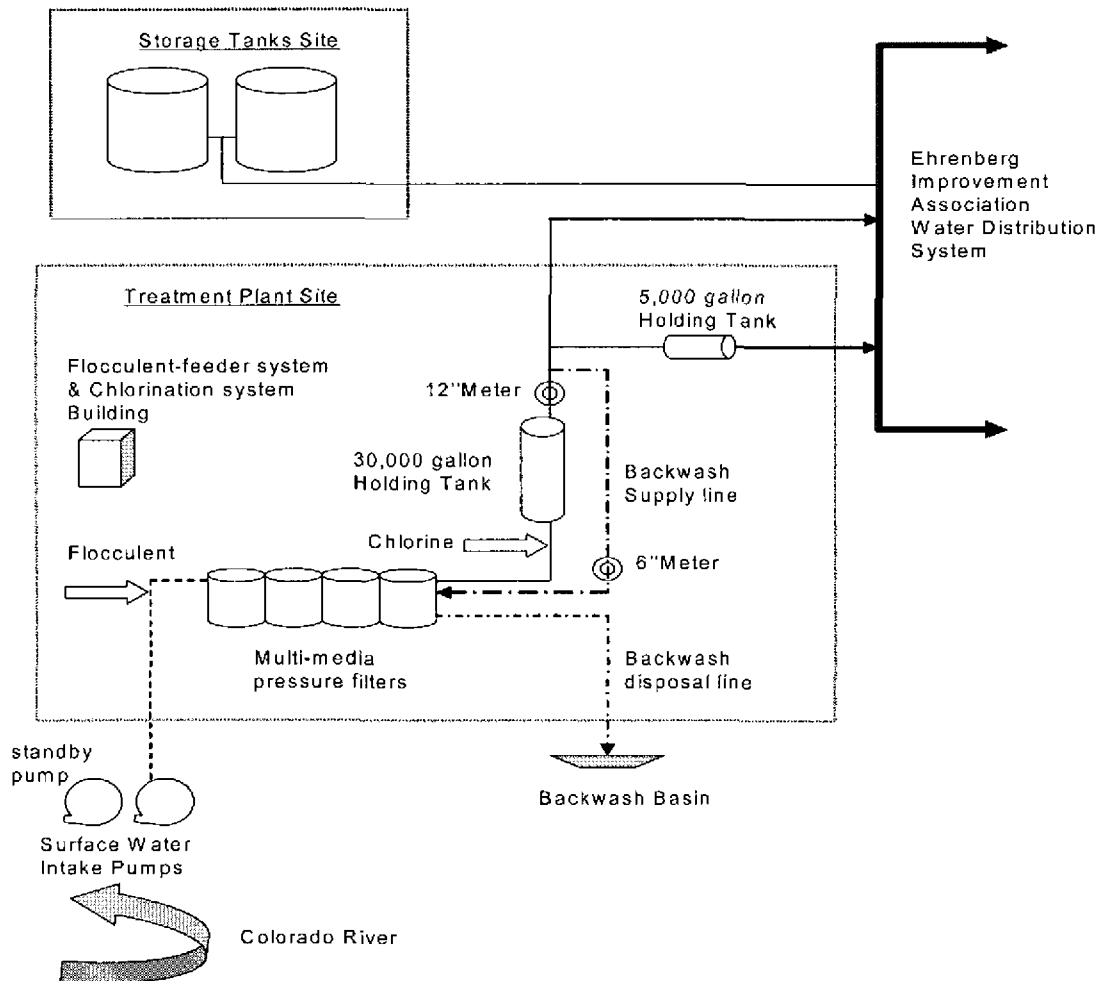 Storage Tanks Site
Ehrenberg
Improvement
Association
Water Distribution
System
Treatment Plant Site
5,000 gallon
Holding Tank
Flocculent-feeder system
& Chlorination system
Building
12"Meter
30,000 gallon
Holding Tank
Backwash
Supply line
Chlorine
Flocculent
6"Meter
Multi-media
pressure filters
Backwash
disposal line
standby
pump
Backwash Basin
Surface Water
Intake Pumps
Colorado River